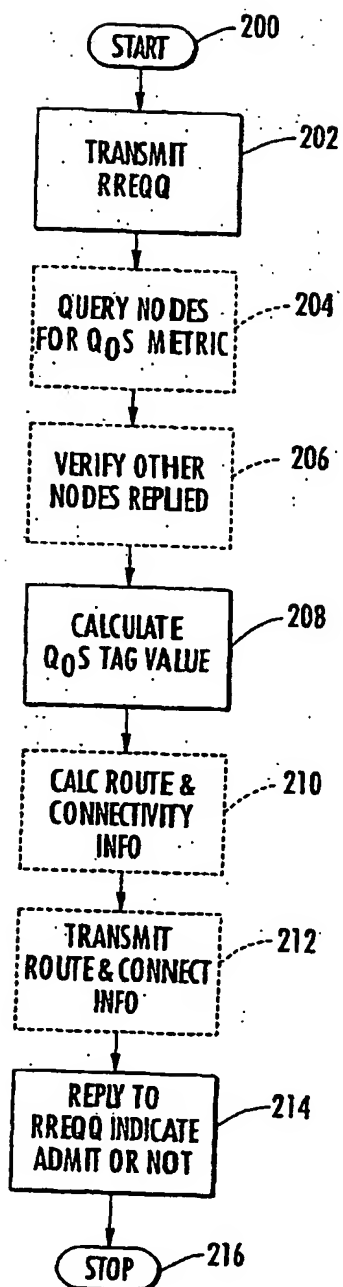 START
200
TRANSMIT
RREQQ
202
QUERY NODES
FOR QOS METRIC
204
VERIFY OTHER
NODES REPLIED
206
CALCULATE
QOS TAG VALUE
208
CALC ROUTE &
CONNECTIVITY
INFO
210
TRANSMIT
ROUTE & CONNECT
INFO
212
REPLY TO
RREQQ INDICATE
ADMIT OR NOT
214
STOP
216